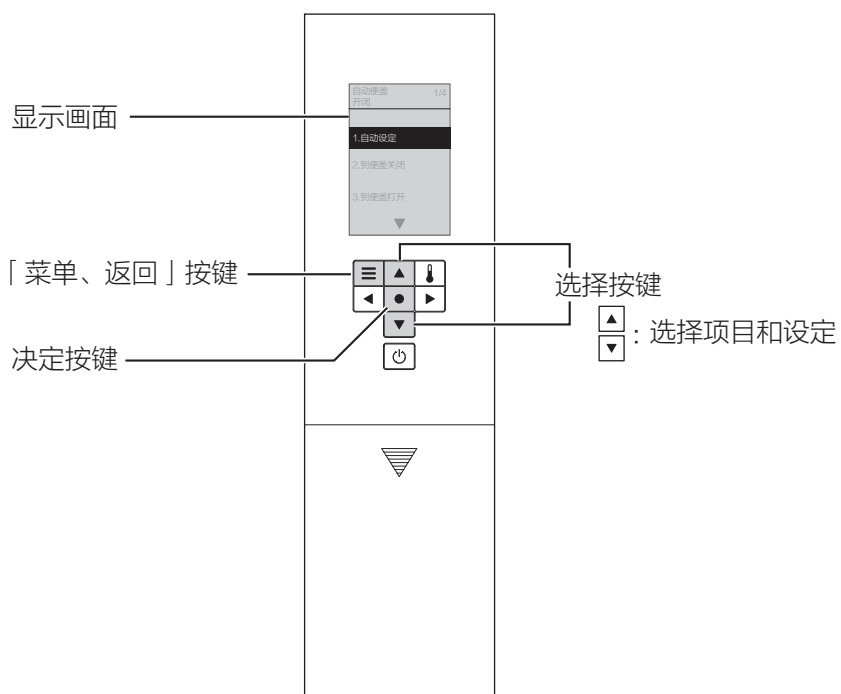 自动便盖 1/4
开闭
显示画面
1.自动设定
2.到便盖关闭
3.到便盖打开
「菜单、返回」按键
选择按键
：选择项目和设定
决定按键